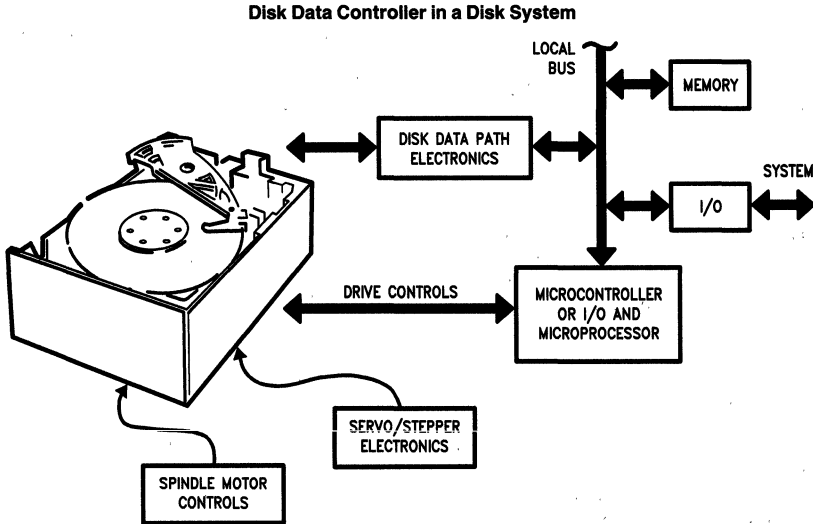 Disk Data Controller in a Disk System
LOCAL
BUS
MEMORY
DISK DATA PATH
ELECTRONICS
SYSTEM
I/O
DRIVE CONTROLS
MICROCONTROLLER
OR I/O AND
MICROPROCESSOR
SERVO/STEPPER
ELECTRONICS
SPINDLE MOTOR
CONTROLS